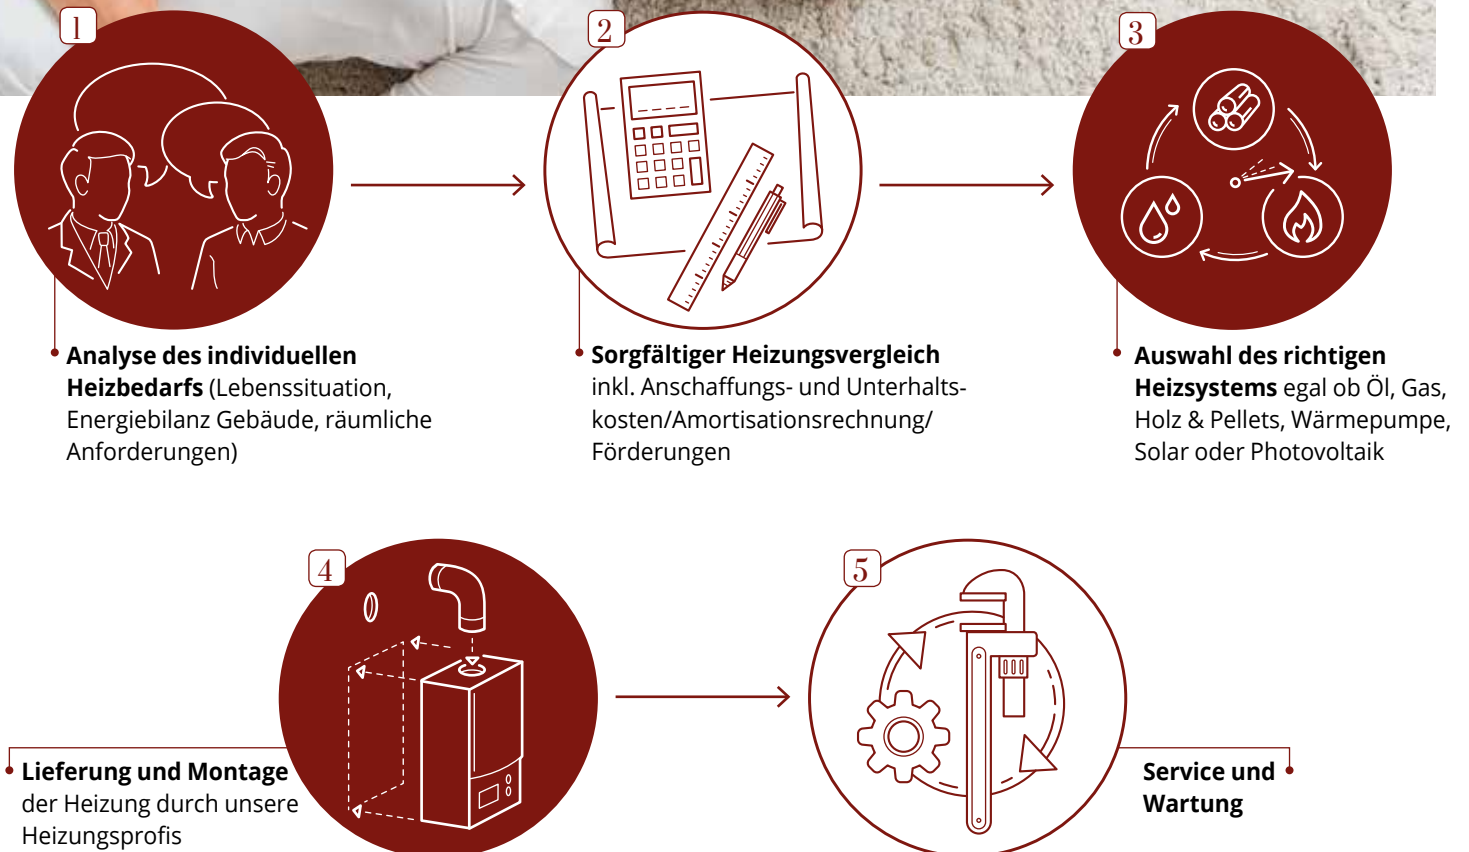 1
2
3
Analyse des individuellen
Heizbedarfs (Lebenssituation,
Energiebilanz Gebäude, räumliche
Anforderungen)
Sorgfältiger Heizungsvergleich
inkl. Anschaffungs- und Unterhalts-
kosten/Amortisationsrechnung/
Förderungen
Auswahl des richtigen
Heizsystems egal ob Öl, Gas,
Holz & Pellets, Wärmepumpe,
Solar oder Photovoltaik
4
5
Lieferung und Montage
der Heizung durch unsere
Heizungsprofis
Service und
Wartung